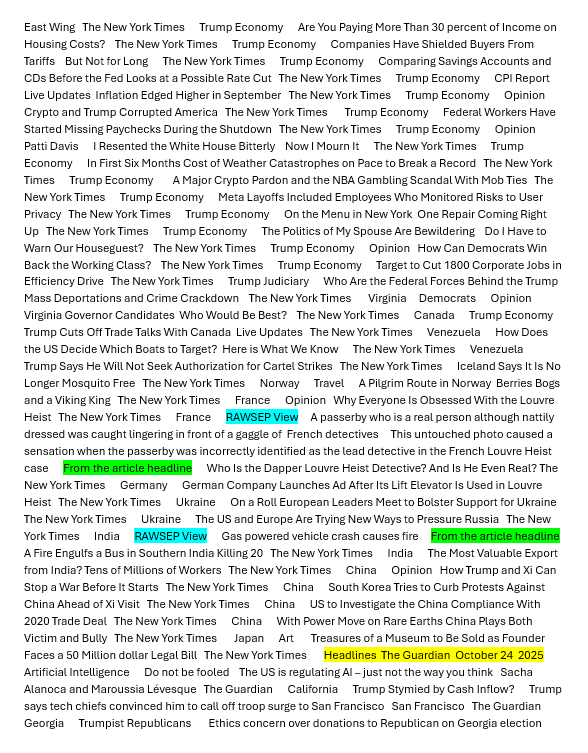 East Wing The New York Times Trump Economy Are You Paying More Than 30 percent of Income on
Housing Costs? The New York Times Trump Economy Companies Have Shielded Buyers From
Tariffs But Not for Long The New York Times Trump Economy Comparing Savings Accounts and
CDs Before the Fed Looks at a Possible Rate Cut The New York Times Trump Economy CPI Report
Live Updates Inflation Edged Higher in September The New York Times Trump Economy Opinion
Crypto and Trump Corrupted America The New York Times Trump Economy Federal Workers Have
Started Missing Paychecks During the Shutdown The New York Times Trump Economy Opinion
Patti Davis I Resented the White House Bitterly Now I Mourn It The New York Times Trump
Economy In First Six Months Cost of Weather Catastrophes on Pace to Break a Record The New York
Times Trump Economy A Major Crypto Pardon and the NBA Gambling Scandal With Mob Ties The
New York Times Trump Economy Meta Layoffs Included Employees Who Monitored Risks to User
Privacy The New York Times Trump Economy On the Menu in New York One Repair Coming Right
Up The New York Times Trump Economy The Politics of My Spouse Are Bewildering Do I Have to
Warn Our Houseguest? The New York Times Trump Economy Opinion How Can Democrats Win
Back the Working Class? The New York Times Trump Economy Target to Cut 1800 Corporate Jobs in
Efficiency Drive The New York Times Trump Judiciary Who Are the Federal Forces Behind the Trump
Mass Deportations and Crime Crackdown The New York Times Virginia Democrats Opinion
Virginia Governor Candidates Who Would Be Best? The New York Times Canada Trump Economy
Trump Cuts Off Trade Talks With Canada Live Updates The New York Times Venezuela How Does
the US Decide Which Boats to Target? Here is What We Know The New York Times Venezuela
Trump Says He Will Not Seek Authorization for Cartel Strikes The New York Times Iceland Says It Is No
Longer Mosquito Free The New York Times Norway Travel A Pilgrim Route in Norway Berries Bogs
and a Viking King The New York Times France Opinion Why Everyone Is Obsessed With the Louvre
Heist The New York Times France RAWSEP View A passerby who is a real person although nattily
dressed was caught lingering in front of a gaggle of French detectives This untouched photo caused a
sensation when the passerby was incorrectly identified as the lead detective in the French Louvre Heist
case From the article headline Who Is the Dapper Louvre Heist Detective? And Is He Even Real? The
New York Times Germany German Company Launches Ad After Its Lift Elevator Is Used in Louvre
Heist The New York Times Ukraine On a Roll European Leaders Meet to Bolster Support for Ukraine
The New York Times Ukraine The US and Europe Are Trying New Ways to Pressure Russia The New
York Times India RAWSEP View Gas powered vehicle crash causes fire From the article headline
A Fire Engulfs a Bus in Southern India Killing 20 The New York Times India The Most Valuable Export
from India? Tens of Millions of Workers The New York Times China Opinion How Trump and Xi Can
Stop a War Before It Starts The New York Times China South Korea Tries to Curb Protests Against
China Ahead of Xi Visit The New York Times China US to Investigate the China Compliance With
2020 Trade Deal The New York Times China With Power Move on Rare Earths China Plays Both
Victim and Bully The New York Times Japan Art Treasures of a Museum to Be Sold as Founder
Faces a 50 Million dollar Legal Bill The New York Times Headlines The Guardian October 24 2025
Artificial Intelligence Do not be fooled The US is regulating AI – just not the way you think Sacha
Alanoca and Maroussia Lévesque The Guardian California Trump Stymied by Cash Inflow? Trump
says tech chiefs convinced him to call off troop surge to San Francisco San Francisco The Guardian
Georgia Trumpist Republicans Ethics concern over donations to Republican on Georgia election